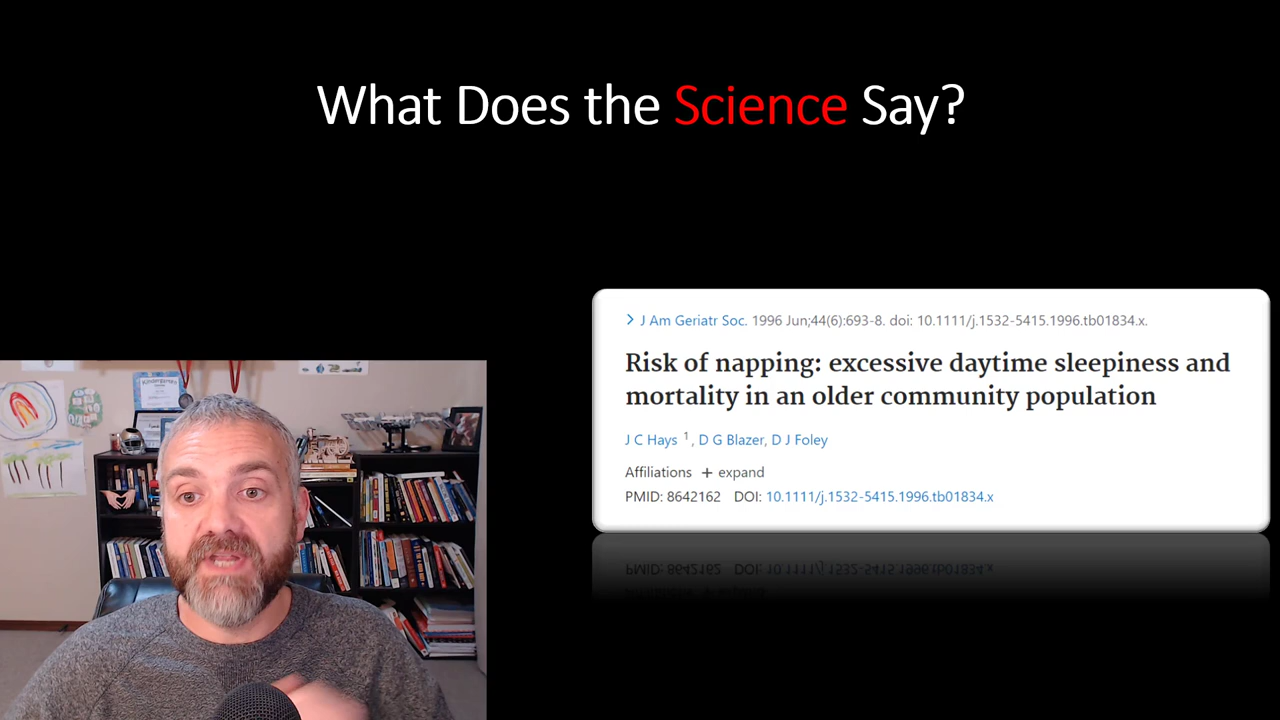 What Does the Science Say?
J Am Geriatr Soc. 1996 Jun;44(6):693-8. doi: 10.1111/j.1532-5415.1996.tb01834.x.
Risk of napping: excessive daytime sleepiness and
mortality in an older community population
J C Hays 1, D G Blazer, D J Foley
Affiliations + expand
PMID: 8642162 DOI: 10.1111/j.1532-5415.1996.tb01834.x
Kindergarten